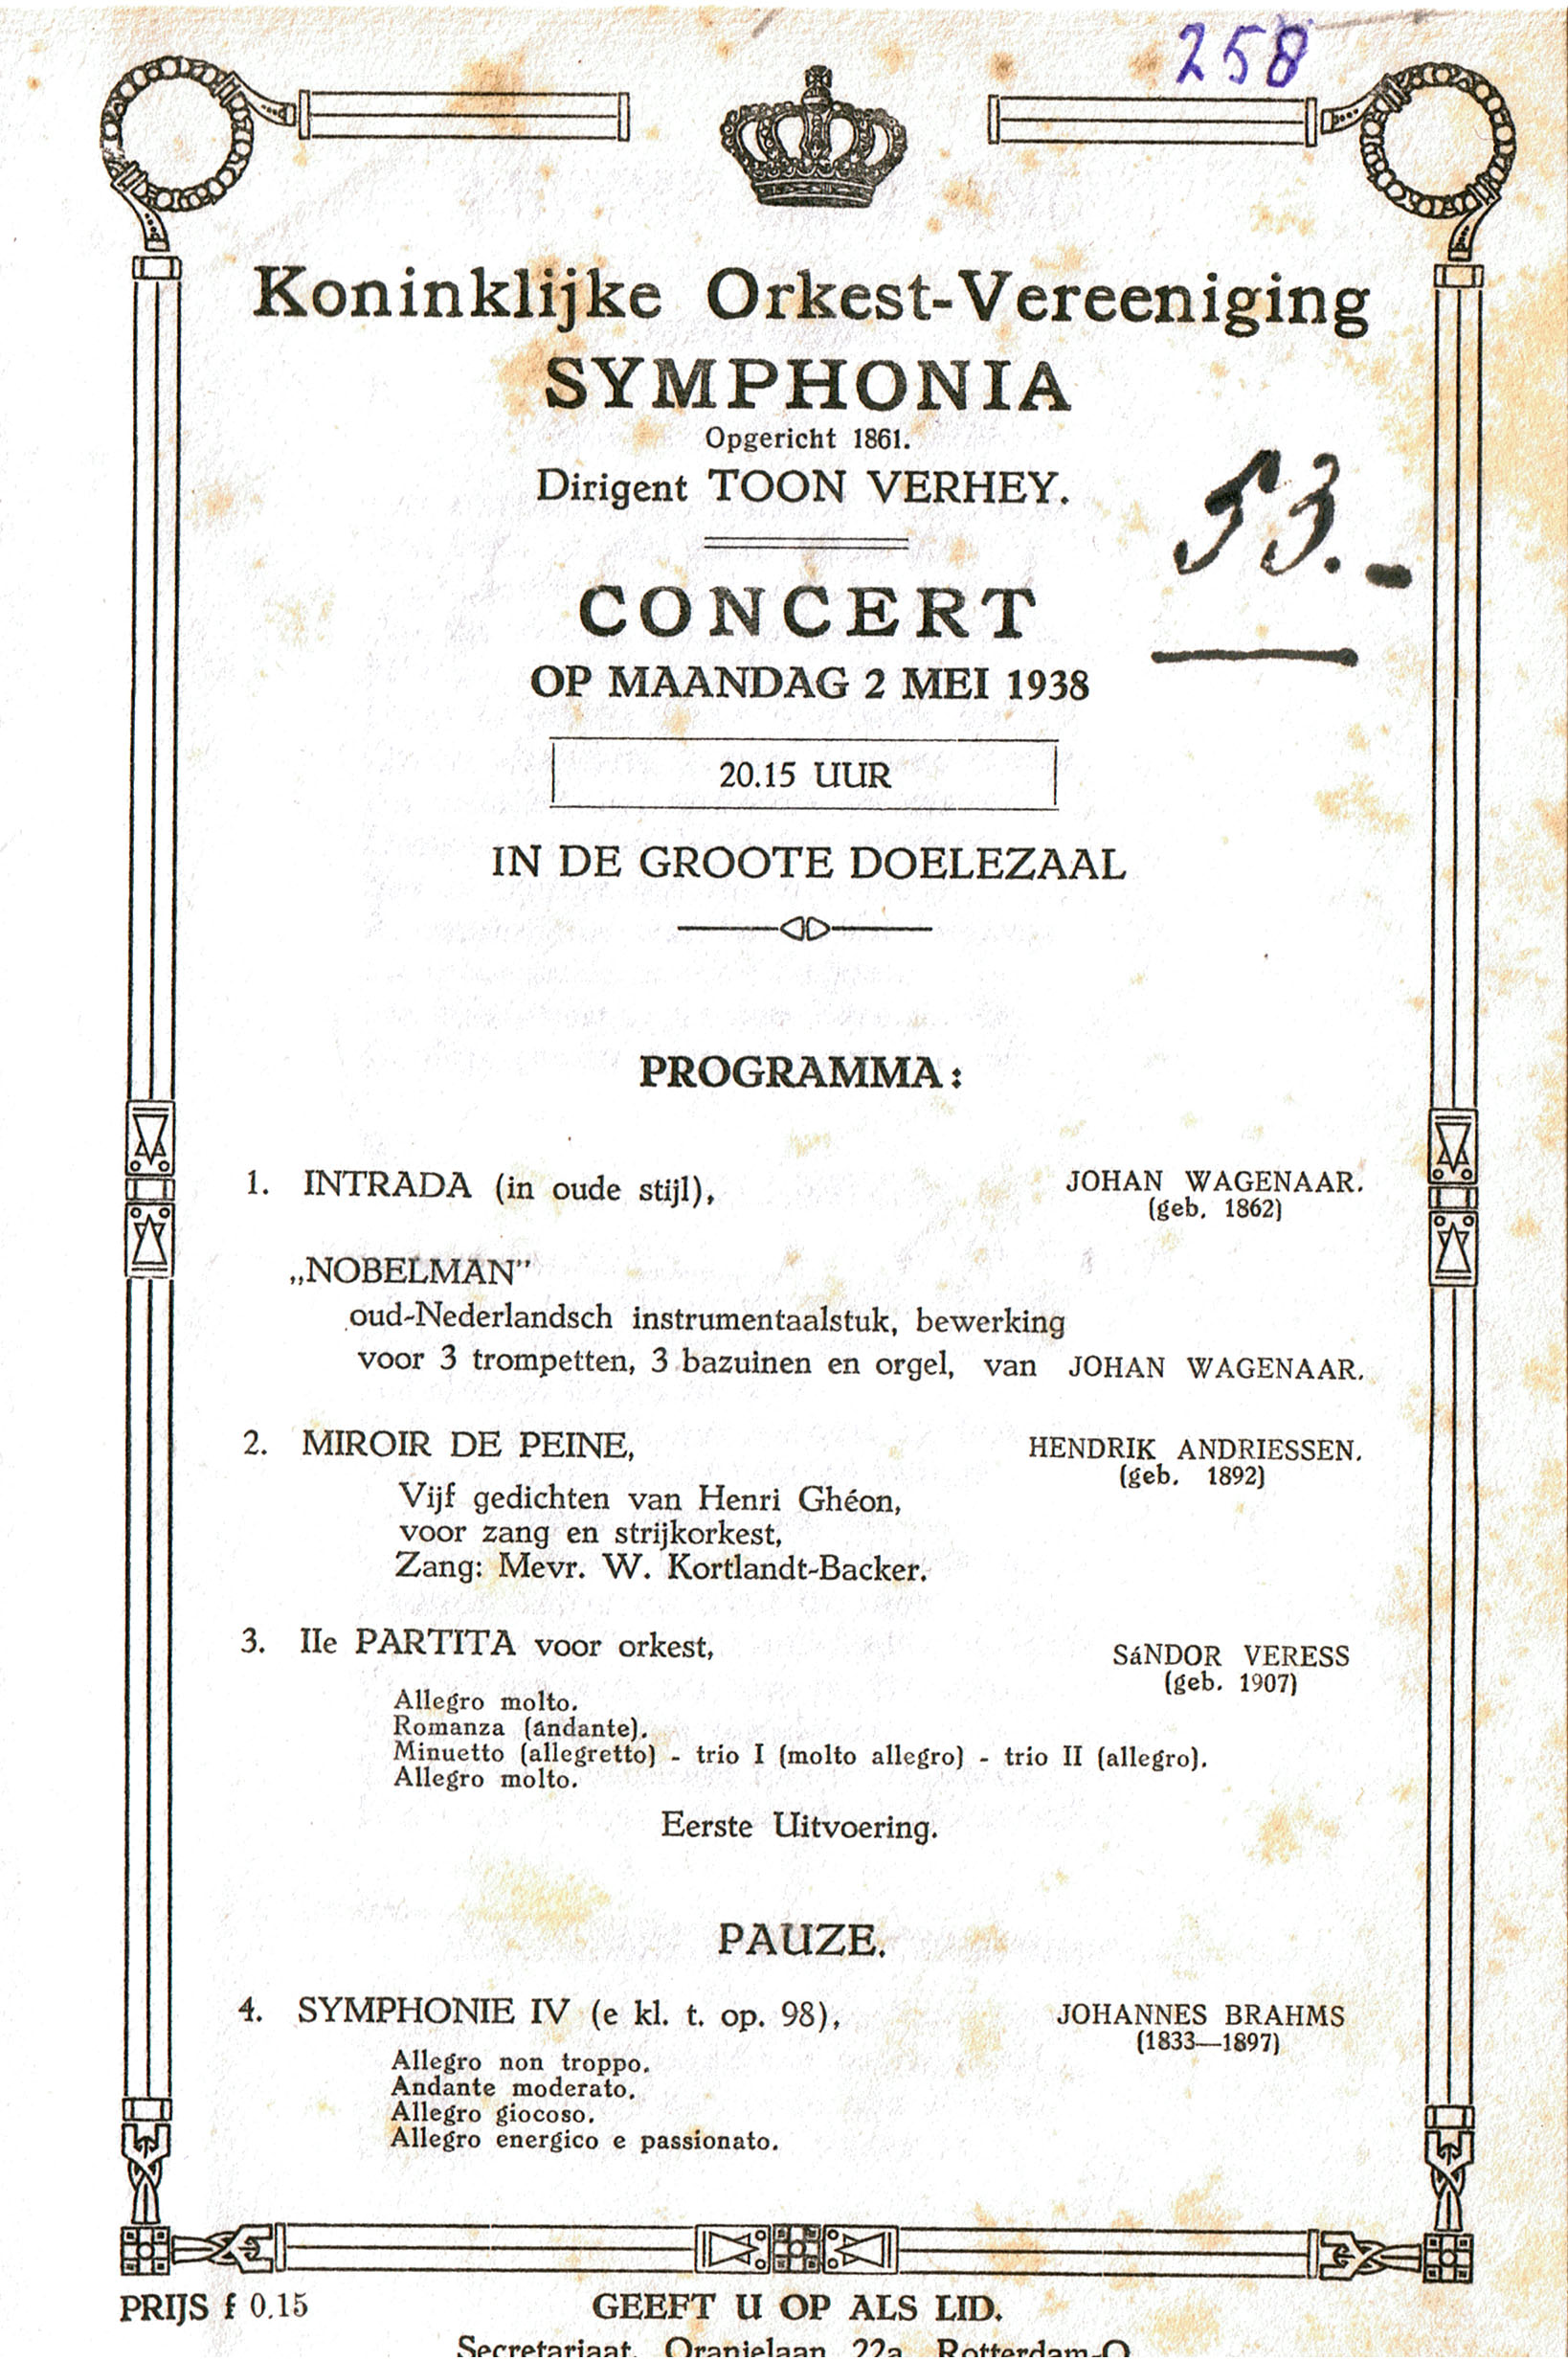 258
Koninklijke Orkest-Vereeniging
SYMPHONIA
Opgericht 1861.
Dirigent TOON VERHEY.
53.-
CONCERT
OP MAANDAG 2 MEI 1938
20.15 UUR
IN DE GROOTE DOELEZAAL
PROGRAMMA:
1. INTRADA (in oude stijl), JOHAN WAGENAAR.
(geb. 1862)
„NOBELMAN"
oud-Nederlandsch instrumentaalstuk, bewerking
voor 3 trompetten, 3 bazuinen en orgel, van JOHAN WAGENAAR.
2. MIROIR DE PEINE, HENDRIK ANDRIESSEN.
(geb. 1892)
Vijf gedichten van Henri Ghéon,
voor zang en strijkorkest,
Zang: Mevr. W. Kortlandt-Backer.
3. IIe PARTITA voor orkest, SáNDOR VERESS
(geb. 1907)
Allegro molto.
Romanza (andante).
Minuetto (allegretto) - trio I (molto allegro) - trio II (allegro).
Allegro molto.
Eerste Uitvoering.
PAUZE.
4. SYMPHONIE IV (e kl. t. op. 98), JOHANNES BRAHMS
(1833—1897)
Allegro non troppo.
Andante moderato.
Allegro giocoso.
Allegro energico e passionato.
PRIJS f 0.15 GEEFT U OP ALS LID.
Secretariaat, Oranjelaan 22a, Rotterdam-O.